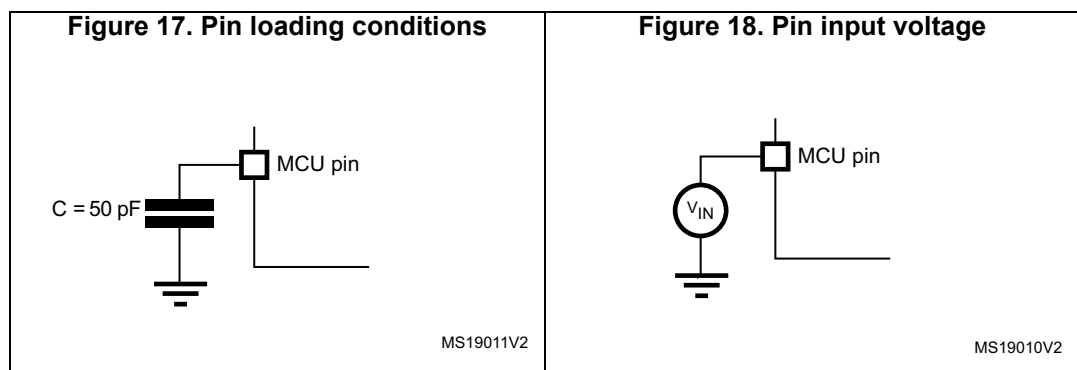 Figure 17. Pin loading conditions
MCU pin
C = 50 pF
MS19011V2
Figure 18. Pin input voltage
MCU pin
VIN
MS19010V2